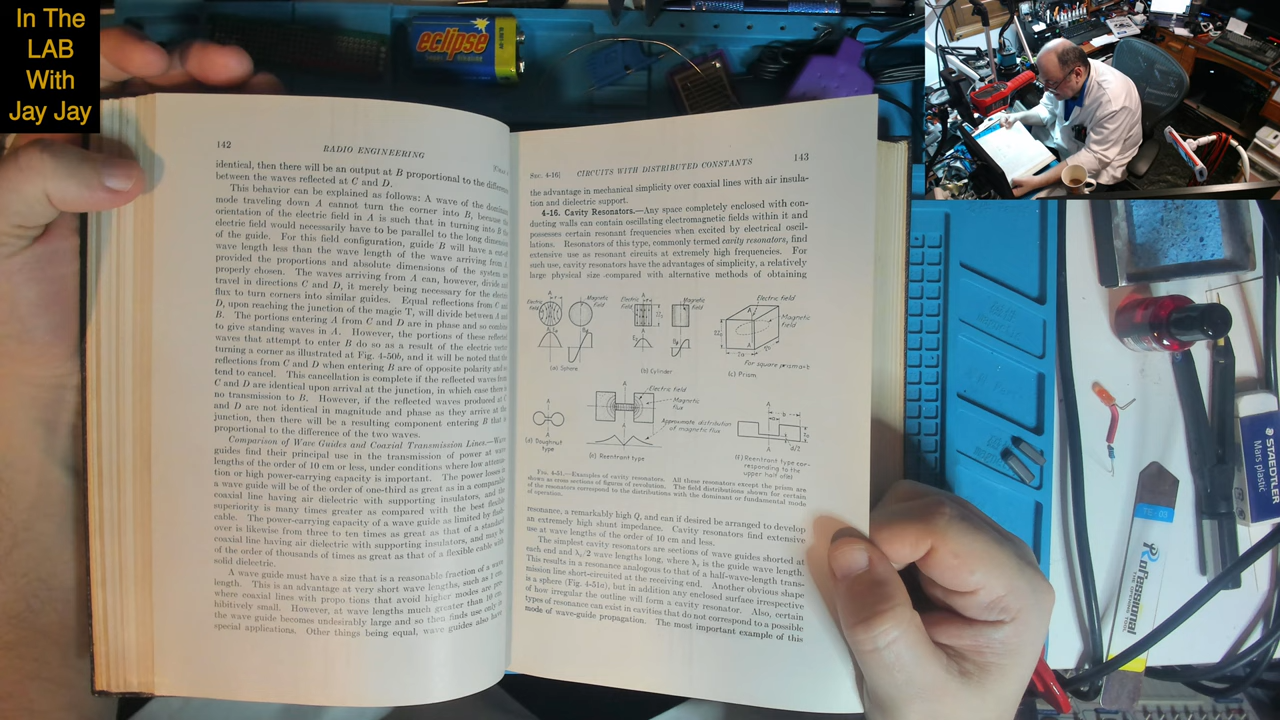 In The
LAB
With
Jay Jay
eclipse
142
RADIO ENGINEERING
identical, then there will be an output at B proportional to the
between the waves reflected at C and D.
This behavior can be explained as follows: A wave of the
mode traveling down A cannot turn the corner into B, because
orientation of the electric field in A is such that in turning into B
electric field would necessarily have to be parallel to the long
of the guide. For this field configuration, guide B will have a
wave length less than the wave length of the wave arriving from
provided the proportions and absolute dimensions of the system are
properly chosen. The waves arriving from A can, however, divide and
travel in directions C and D, it merely being necessary for the
flux to turn corners into similar guides. Equal reflections from C
D, upon reaching the junction of the magic T, will divide between A
B. The portions entering A from C and D are in phase and so
to give standing waves in A. However, the portions of these reflected
waves that attempt to enter B do so as a result of the electric
turning a corner as illustrated at Fig. 4-50b, and it will be noted that
reflections from C and D when entering B are of opposite polarity and
tend to cancel. This cancellation is complete if the reflected waves from
C and D are identical upon arrival at the junction, in which case there is
no transmission to B. However, if the reflected waves produced at C
and D are not identical in magnitude and phase as they arrive at the
junction, then there will be a resulting component entering B that is
proportional to the difference of the two waves.
Comparison of Wave Guides and Coaxial Transmission Lines.—Wave
guides find their principal use in the transmission of power at wave
lengths of the order of 10 cm or less, under conditions where low
tion or high power-carrying capacity is important. The power
a wave guide will be of the order of one-third as great as in a comparable
coaxial line having air dielectric with supporting insulators, and the
superiority is many times greater as compared with the best flexible
cable. The power-carrying capacity of a wave guide as limited by
over is likewise from three to ten times as great as that of a standard
coaxial line having air dielectric with supporting insulators, and may be
of the order of thousands of times as great as that of a flexible cable with
solid dielectric.
A wave guide must have a size that is a reasonable fraction of a wave
length. This is an advantage at very short wave lengths, such as
where coaxial lines with proportions that avoid higher modes are
hibitively small. However, at wave lengths much greater than 10 cm
the wave guide becomes undesirably large and so then finds use only in
special applications. Other things being equal, wave guides also have
SEC. 4-16]
CIRCUITS WITH DISTRIBUTED CONSTANTS
143
the advantage in mechanical simplicity over coaxial lines with air insula-
tion and dielectric support.
4-16. Cavity Resonators.—Any space completely enclosed with con-
ducting walls can contain oscillating electromagnetic fields within it and
possesses certain resonant frequencies when excited by electrical oscil-
lations. Resonators of this type, commonly termed cavity resonators, find
extensive use as resonant circuits at extremely high frequencies. For
such use, cavity resonators have the advantages of simplicity, a relatively
large physical size compared with alternative methods of obtaining
Electric field
Magnetic field
(a) Sphere
Electric field
Magnetic field
(b) Cylinder
Electric field
Magnetic field
For square prism a=b
(c) Prism
(d) Doughnut type
Electric field
Magnetic flux
Approximate distribution of magnetic flux
(e) Reentrant type
(f) Reentrant type cor-
responding to the
upper half of (e)
FIG. 4-51.—Examples of cavity resonators. All these resonators except the prism are
shown as cross sections of figures of revolution. The field distributions shown for certain
of the resonators correspond to the distributions with the dominant or fundamental mode
of operation.
resonance, a remarkably high Q, and can if desired be arranged to develop
an extremely high shunt impedance. Cavity resonators find extensive
use at wave lengths of the order of 10 cm and less.
The simplest cavity resonators are sections of wave guides shorted at
each end and λg/2 wave lengths long, where λg is the guide wave length.
This results in a resonance analogous to that of a half-wave-length trans-
mission line short-circuited at the receiving end. Another obvious shape
is a sphere (Fig. 4-51a), but in addition any enclosed surface irrespective
of how irregular the outline will form a cavity resonator. Also, certain
types of resonance can exist in cavities that do not correspond to a possible
mode of wave-guide propagation. The most important example of this
STAEDTLER
Mars plastic
TS-03
Professional